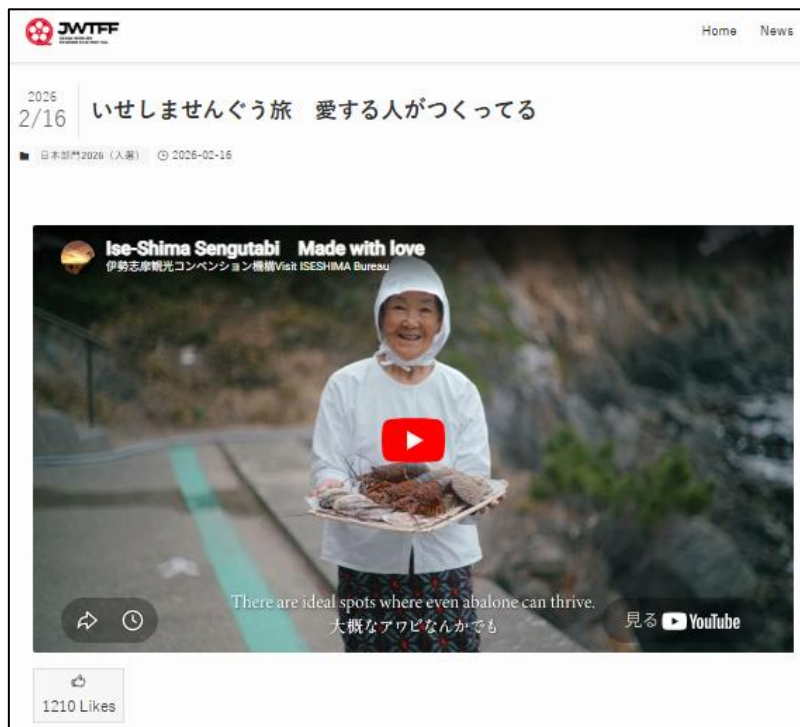 JWTFF
Home News
2026
2/16
いせしませんぐう旅 愛する人がつくってる
日本部門2026（入選） 2026-02-16
Ise-Shima Sengutabi Made with love
伊勢志摩観光コンベンション機構Visit ISESHIMA Bureau
There are ideal spots where even abalone can thrive.
大概なアワビなんかでも
見る YouTube
1210 Likes